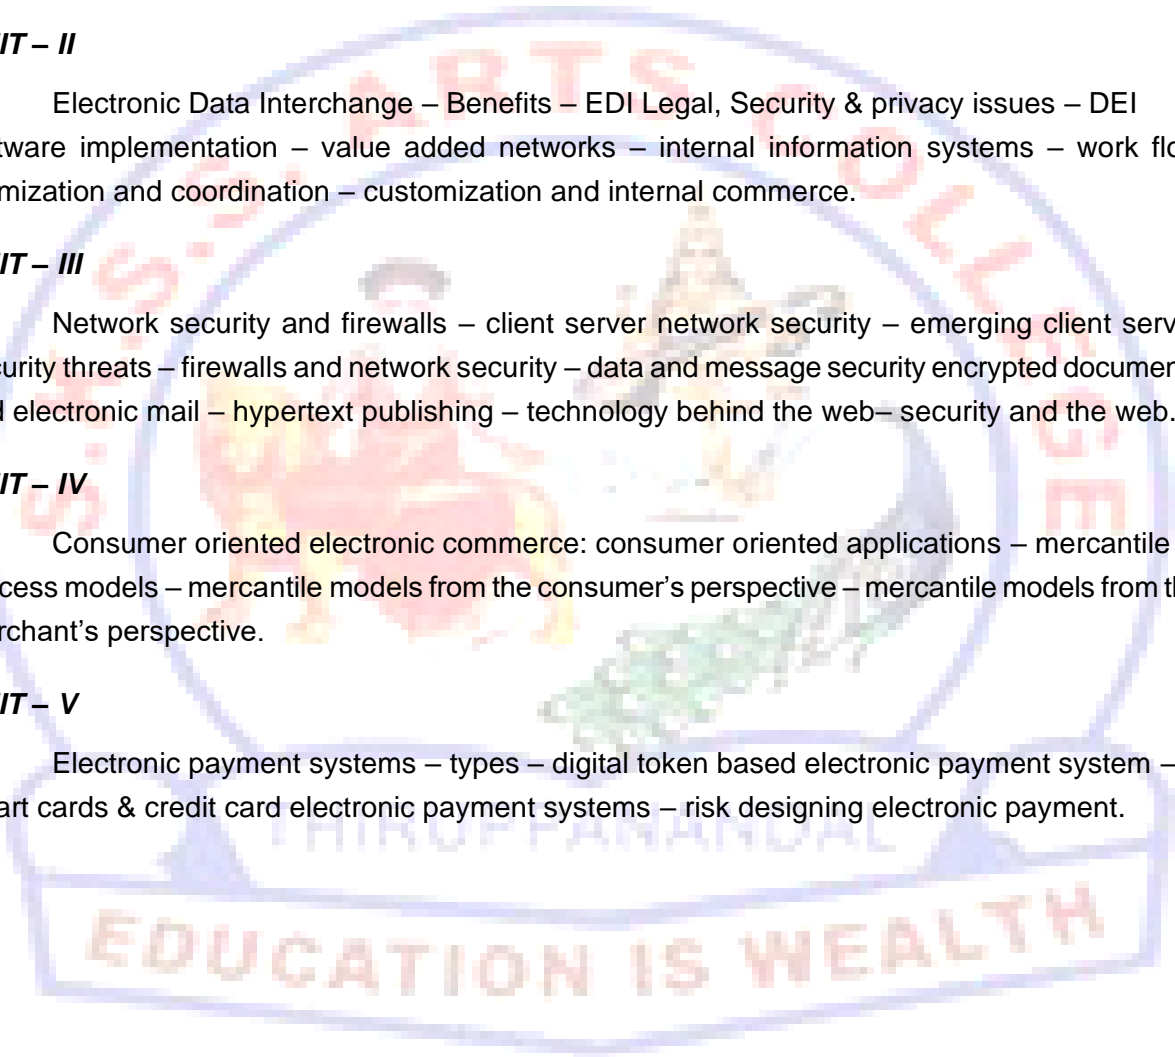 IT – II
Electronic Data Interchange – Benefits – EDI Legal, Security & privacy issues – DEI
tware implementation – value added networks – internal information systems – work flo
mization and coordination – customization and internal commerce.
IT – III
Network security and firewalls – client server network security – emerging client serv
curity threats – firewalls and network security – data and message security encrypted documen
d electronic mail – hypertext publishing – technology behind the web– security and the web.
IT – IV
Consumer oriented electronic commerce: consumer oriented applications – mercantile
cess models – mercantile models from the consumer’s perspective – mercantile models from th
rchant’s perspective.
IT – V
Electronic payment systems – types – digital token based electronic payment system –
art cards & credit card electronic payment systems – risk designing electronic payment.
S.K.S.S. ARTS COLLEGE
THIRUPPANANDAL
EDUCATION IS WEALTH